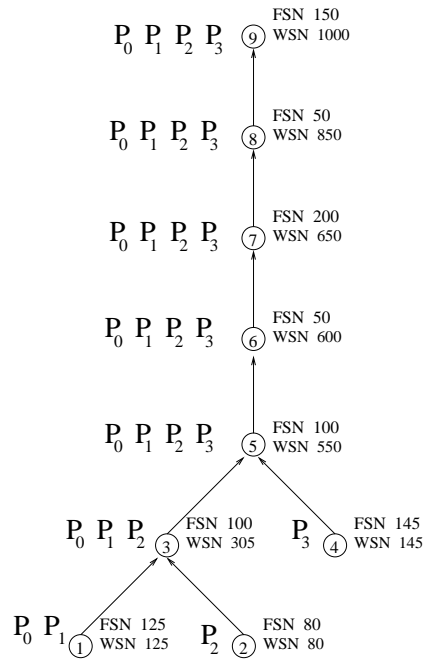 P0 P1 P2 P3 9 FSN 150
WSN 1000
P0 P1 P2 P3 8 FSN 50
WSN 850
P0 P1 P2 P3 7 FSN 200
WSN 650
P0 P1 P2 P3 6 FSN 50
WSN 600
P0 P1 P2 P3 5 FSN 100
WSN 550
P0 P1 P2 3 FSN 100
WSN 305
P3 4 FSN 145
WSN 145
P0 P1 1 FSN 125
WSN 125
P2 2 FSN 80
WSN 80